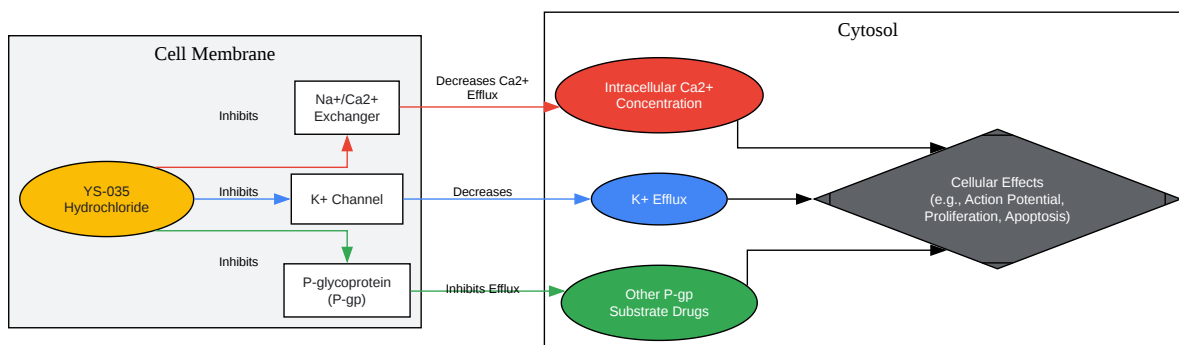 Cell Membrane
Cytosol
Decreases Ca2+
Efflux
Intracellular Ca2+
Concentration
Na+/Ca2+
Exchanger
Inhibits
YS-035
Hydrochloride
Inhibits
K+ Channel
Decreases
K+ Efflux
Cellular Effects
(e.g., Action Potential,
Proliferation, Apoptosis)
Inhibits
P-glycoprotein
(P-gp)
Inhibits Efflux
Other P-gp
Substrate Drugs